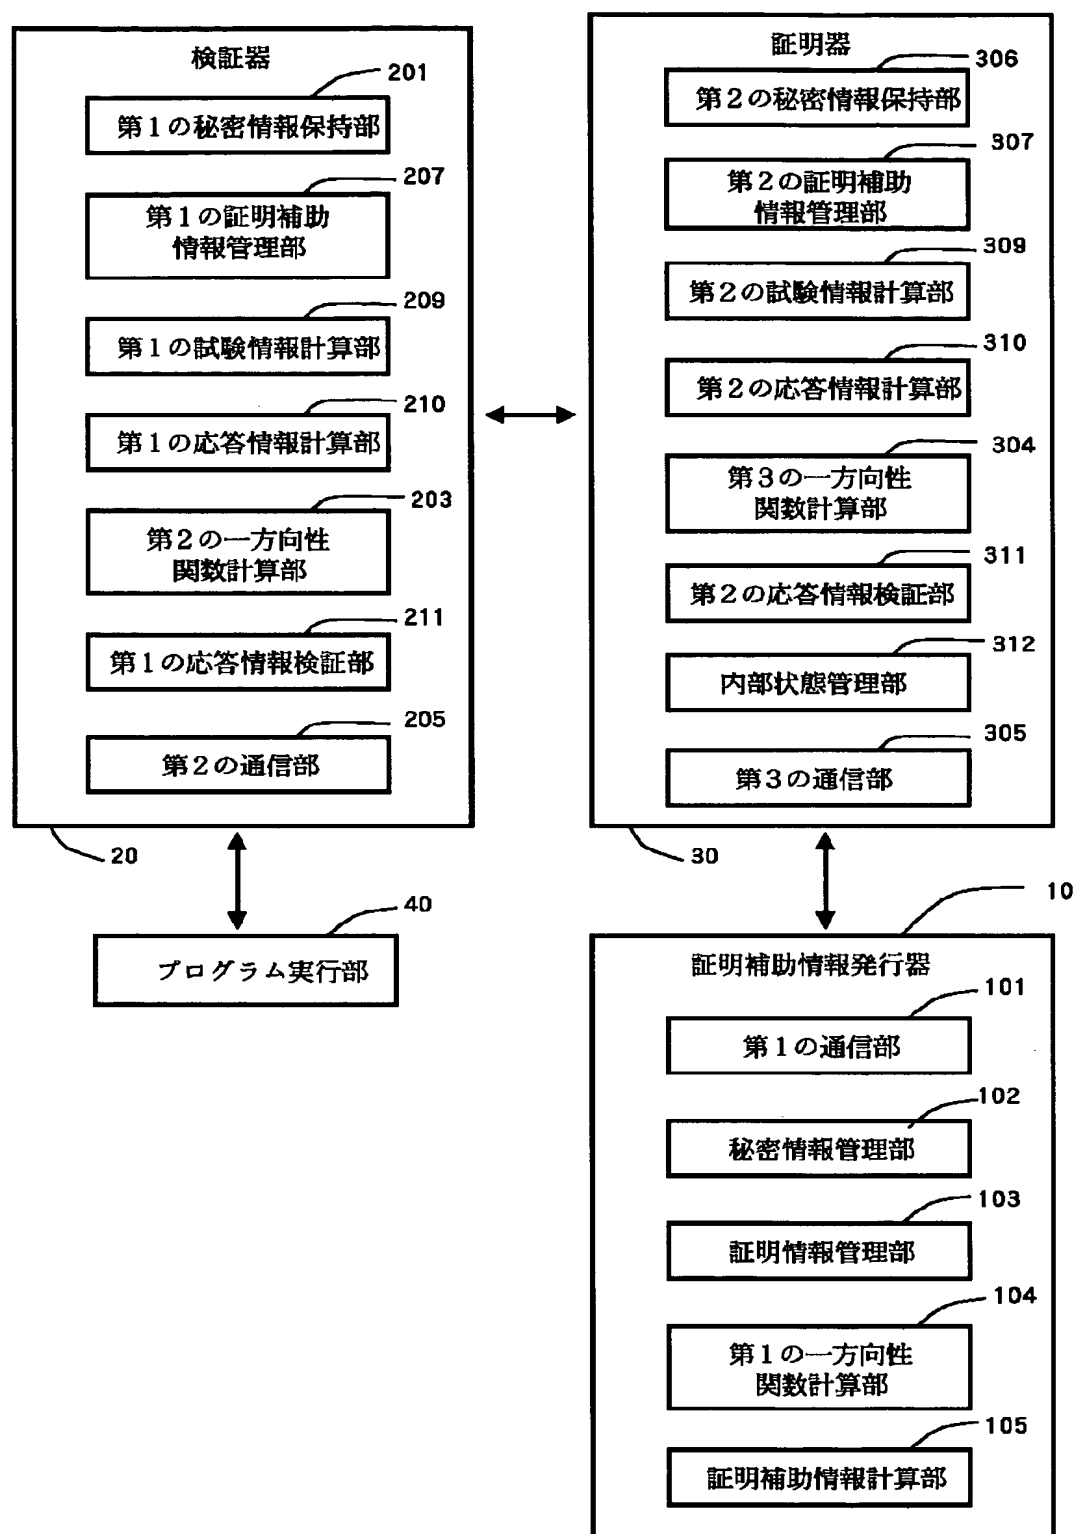 検証器
201
第1の秘密情報保持部
207
第1の証明補助
情報管理部
209
第1の試験情報計算部
210
第1の応答情報計算部
203
第2の一方向性
関数計算部
211
第1の応答情報検証部
205
第2の通信部
20
40
プログラム実行部
証明器
306
第2の秘密情報保持部
307
第2の証明補助
情報管理部
309
第2の試験情報計算部
310
第2の応答情報計算部
304
第3の一方向性
関数計算部
311
第2の応答情報検証部
312
内部状態管理部
305
第3の通信部
30
10
証明補助情報発行器
101
第1の通信部
102
秘密情報管理部
103
証明情報管理部
104
第1の一方向性
関数計算部
105
証明補助情報計算部